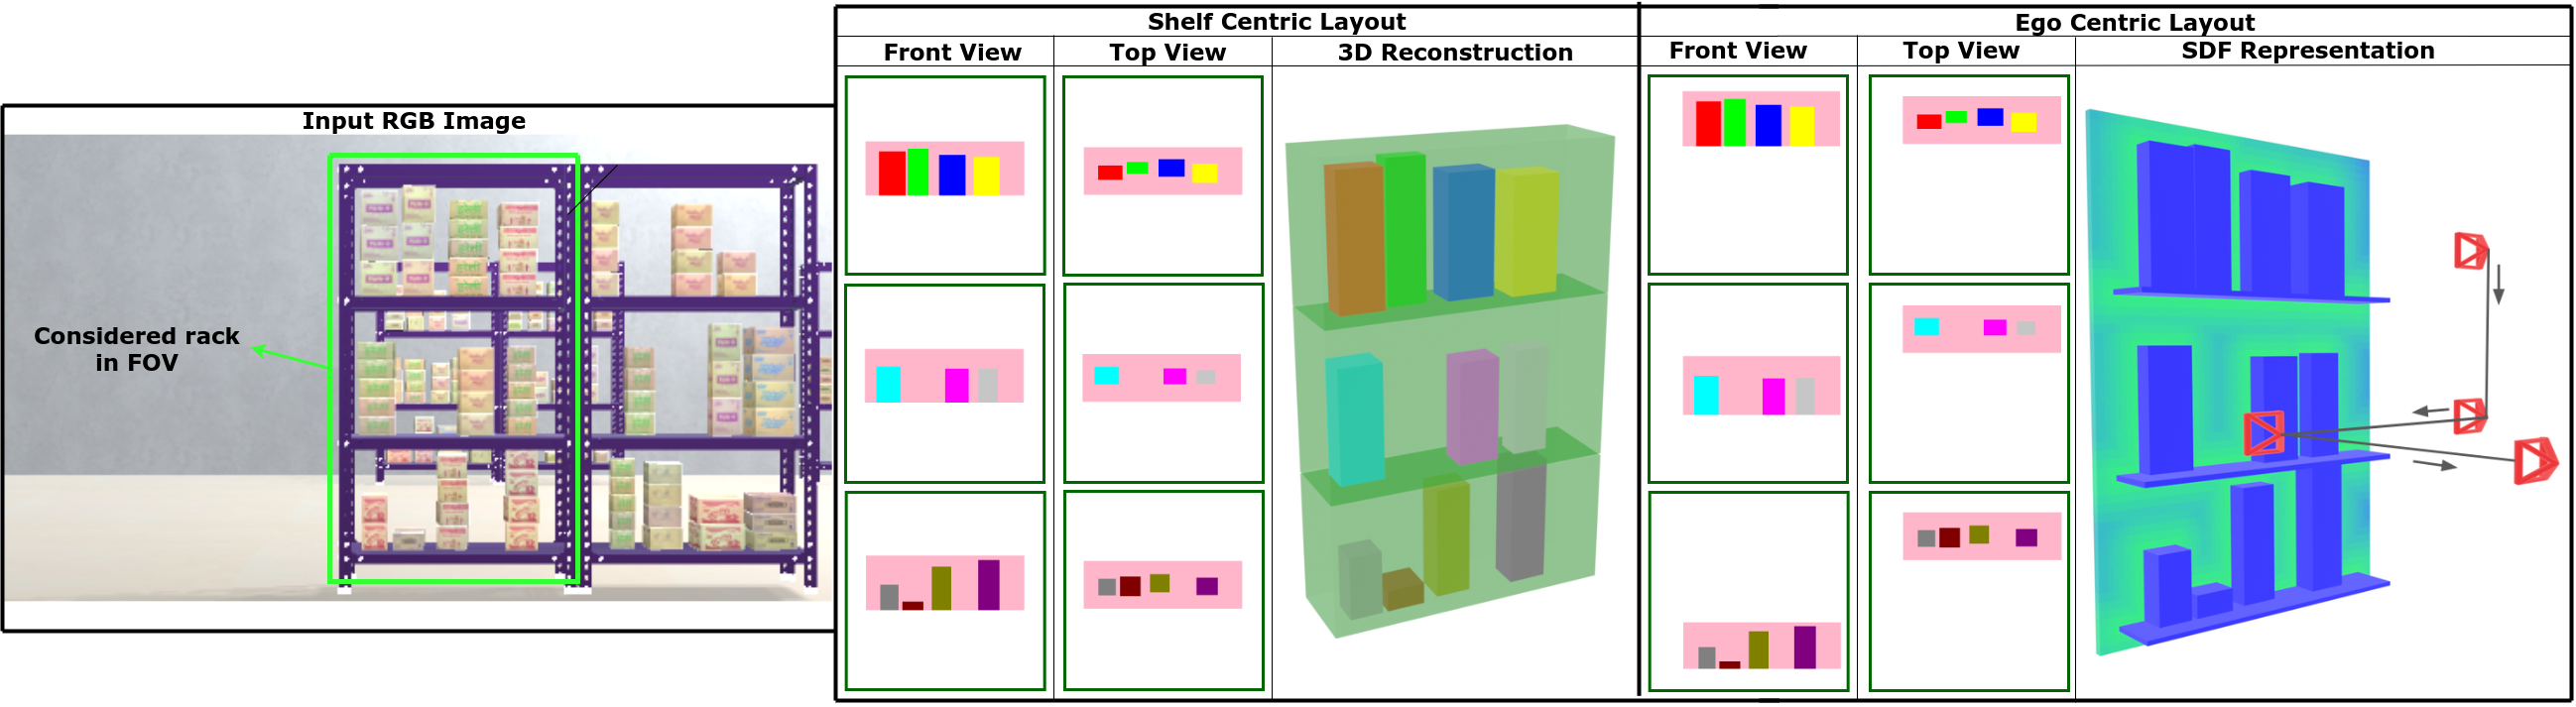 Input RGB Image
Considered rack
in FOV
Shelf Centric Layout
Front View
Top View
3D Reconstruction
Ego Centric Layout
Front View
Top View
SDF Representation